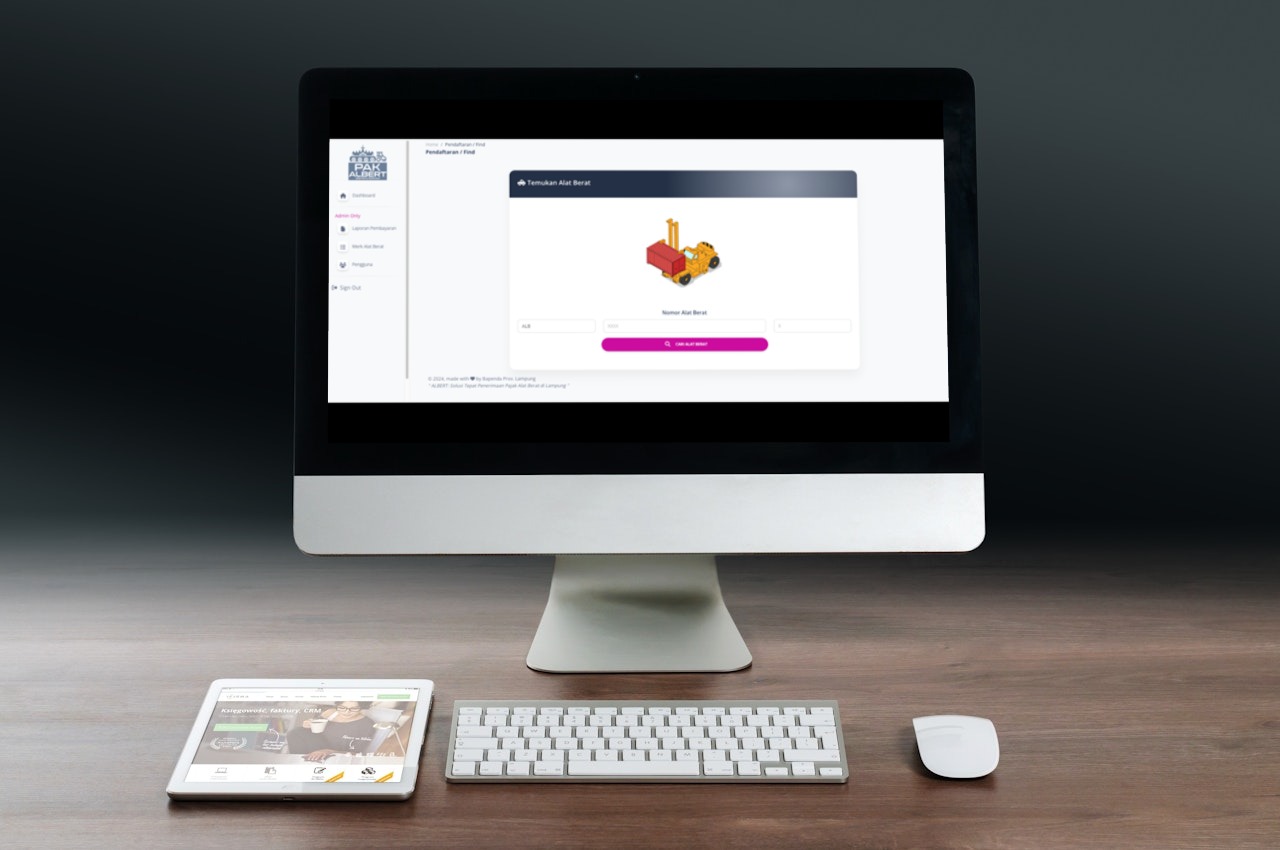 PAK
ALBERT
Dashboard
Admin Only
Laporan Pembayaran
Merk Alat Berat
Pengguna
Sign Out
Home / Pendaftaran / Find
Pendaftaran / Find
Temukan Alat Berat
Nomor Alat Berat
ALB
CARI ALAT BERAT
© 2024, made with by Bapenda Prov. Lampung.
" ALBERT: Solusi Tepat Penerimaan Pajak Alat Berat di Lampung "
Księgowość, faktury, CRM